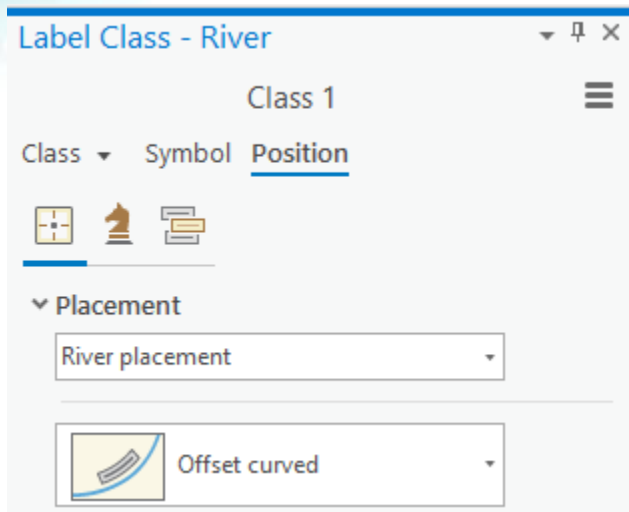 Label Class - River
Class 1
Class Symbol Position
Placement
River placement
Offset curved